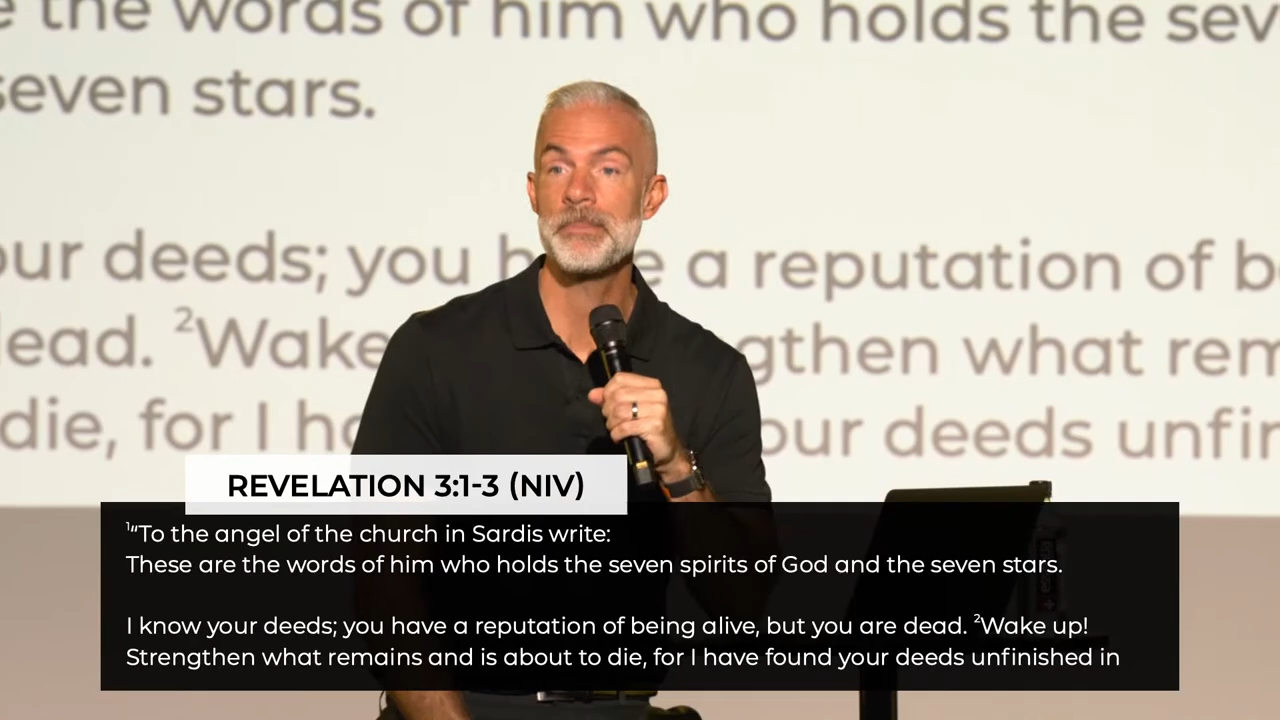 e the words of him who holds the sev
seven stars.
our deeds; you h e a reputation of b
dead. ²Wake gthen what rem
die, for I ha our deeds unfin
REVELATION 3:1-3 (NIV)
¹“To the angel of the church in Sardis write:
These are the words of him who holds the seven spirits of God and the seven stars.
I know your deeds; you have a reputation of being alive, but you are dead. ²Wake up!
Strengthen what remains and is about to die, for I have found your deeds unfinished in